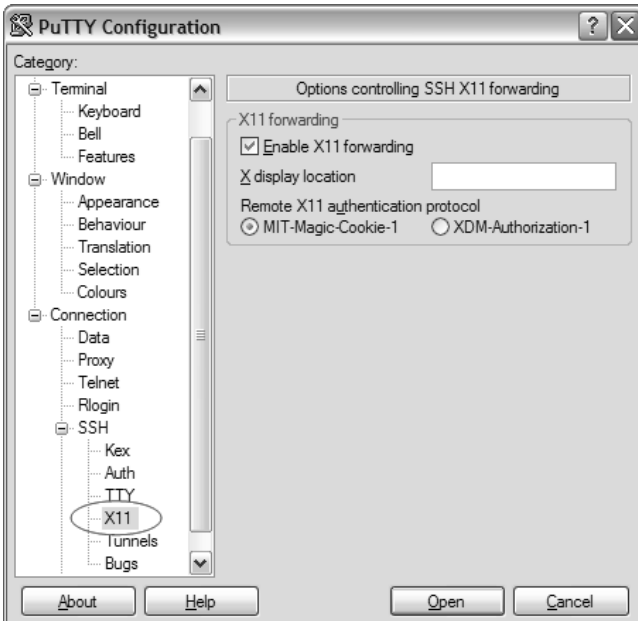 PuTTY Configuration
Category:
Terminal
Keyboard
Bell
Features
Window
Appearance
Behaviour
Translation
Selection
Colours
Connection
Data
Proxy
Telnet
Rlogin
SSH
Kex
Auth
TTY
X11
Tunnels
Bugs
Options controlling SSH X11 forwarding
X11 forwarding
Enable X11 forwarding
X display location
Remote X11 authentication protocol
MIT-Magic-Cookie-1 XDM-Authorization-1
About Help Open Cancel